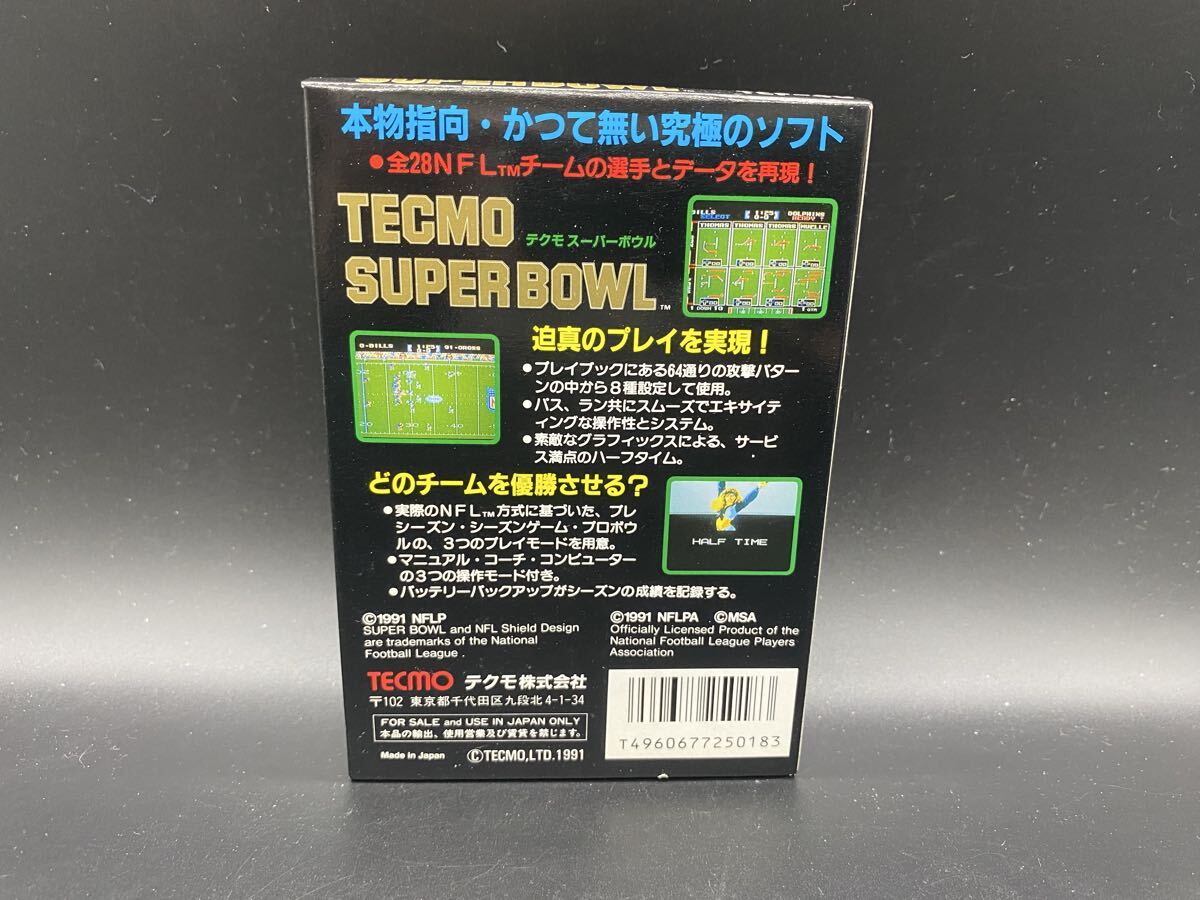 SUPER BOWL
本物指向・かつて無い究極のソフト
●全28NFL™チームの選手とデータを再現！
TECMO
テクモ スーパーボウル
SUPER BOWL™
SELECT
DOLPHINS
READY
THOMAS THOMAS THOMAS MUELLE
1 DOWN 10
迫真のプレイを実現！
●プレイブックにある64通りの攻撃パター
ンの中から8種設定して使用。
●パス、ラン共にスムーズでエキサイテ
ィングな操作性とシステム。
●素敵なグラフィックスによる、サービ
ス満点のハーフタイム。
どのチームを優勝させる？
●実際のNFL™方式に基づいた、プレ
シーズン・シーズンゲーム・プロボウ
ルの、3つのプレイモードを用意。
●マニュアル・コーチ・コンピューター
の3つの操作モード付き。
●バッテリーバックアップがシーズンの成績を記録する。
HALF TIME
©1991 NFLP
SUPER BOWL and NFL Shield Design
are trademarks of the National
Football League.
©1991 NFLPA ©MSA
Officially Licensed Product of the
National Football League Players
Association
TECMO テクモ株式会社
〒102 東京都千代田区九段北4-1-34
FOR SALE and USE IN JAPAN ONLY
本品の輸出、使用営業及び賃貸を禁じます。
Made in Japan
©TECMO,LTD.1991
T4960677250183